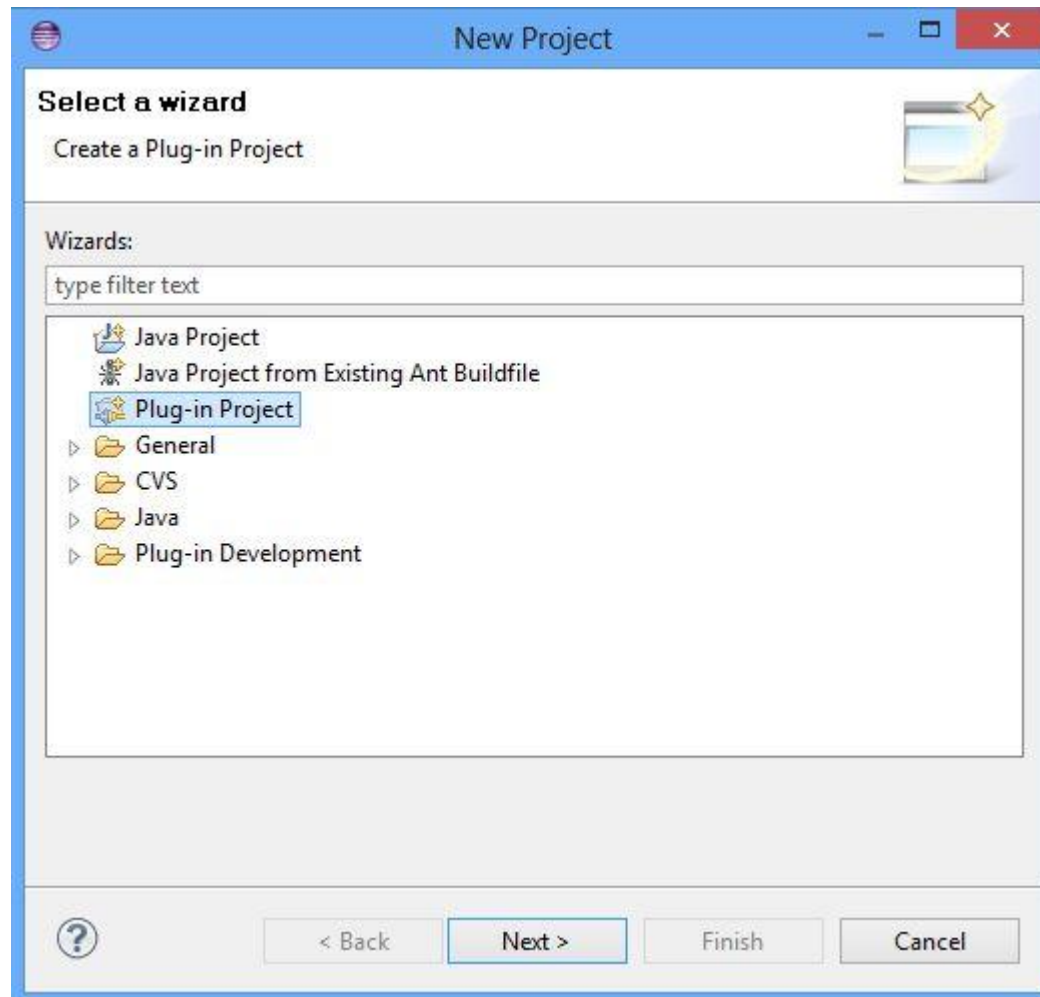 New Project
Select a wizard
Create a Plug-in Project
Wizards:
type filter text
Java Project
Java Project from Existing Ant Buildfile
Plug-in Project
General
CVS
Java
Plug-in Development
? < Back Next > Finish Cancel